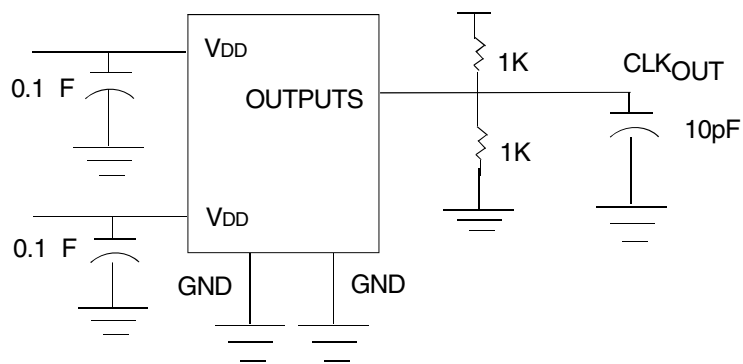 VDD
1K
CLKOUT
0.1 F
OUTPUTS
10pF
1K
VDD
0.1 F
GND
GND